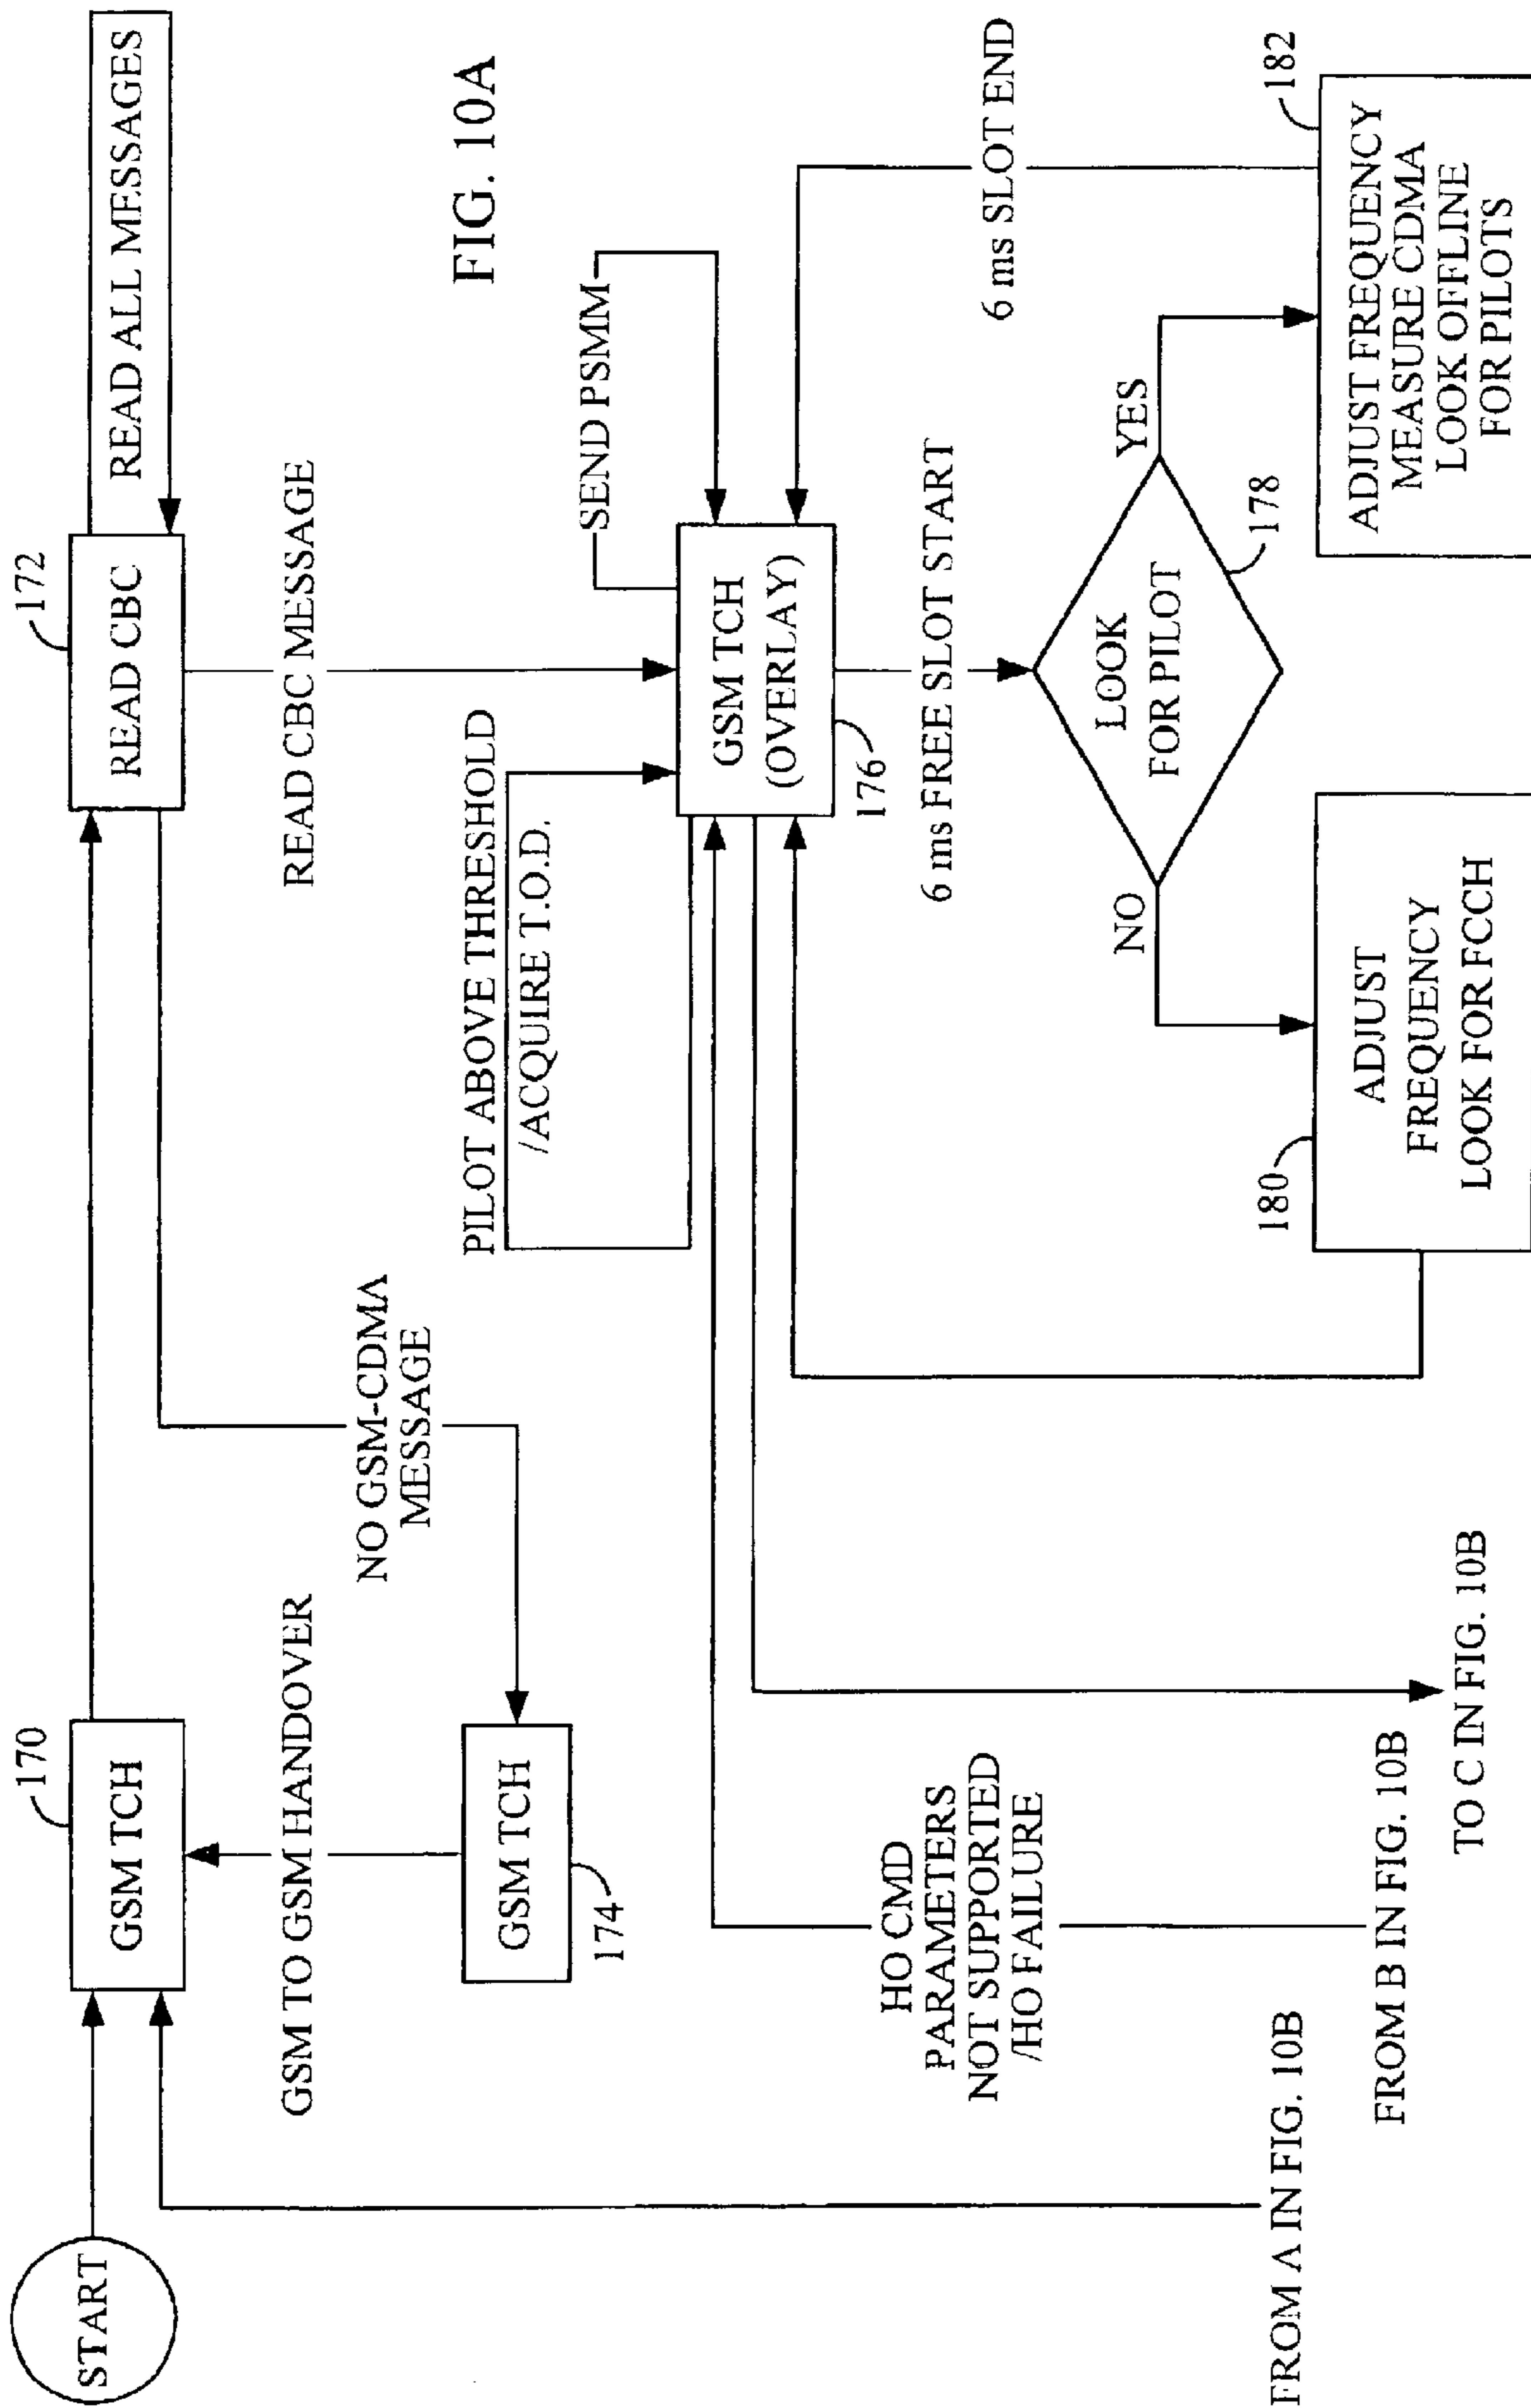 FIG. 10A
START
170
GSM TCH
172
READ CBC
READ ALL MESSAGES
GSM TO GSM HANDOVER
NO GSM-CDMA
MESSAGE
READ CBC MESSAGE
GSM TCH
174
PILOT ABOVE THRESHOLD
/ACQUIRE T.O.D.
SEND PSMM
GSM TCH
(OVERLAY)
176
HO CMD
PARAMETERS
NOT SUPPORTED
/HO FAILURE
6 ms FREE SLOT START
6 ms SLOT END
LOOK
FOR PILOT
178
NO
YES
180
ADJUST
FREQUENCY
LOOK FOR FCCH
182
ADJUST FREQUENCY
MEASURE CDMA
LOOK OFFLINE
FOR PILOTS
FROM A IN FIG. 10B
FROM B IN FIG. 10B
TO C IN FIG. 10B